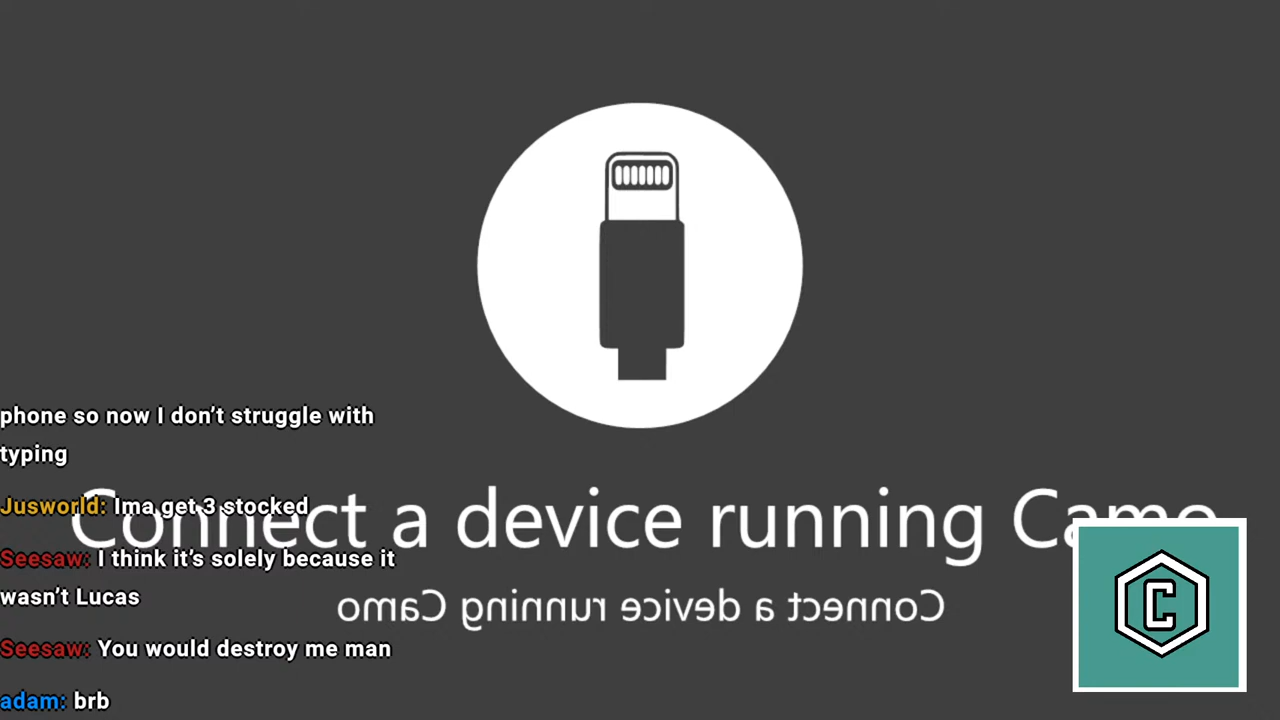 phone so now I don’t struggle with
typing
Jusworld: Ima get 3 stocked
Connect a device running Camo
Seesaw: I think it’s solely because it
wasn’t Lucas
Connect a device running Camo
Seesaw: You would destroy me man
adam: brb
C